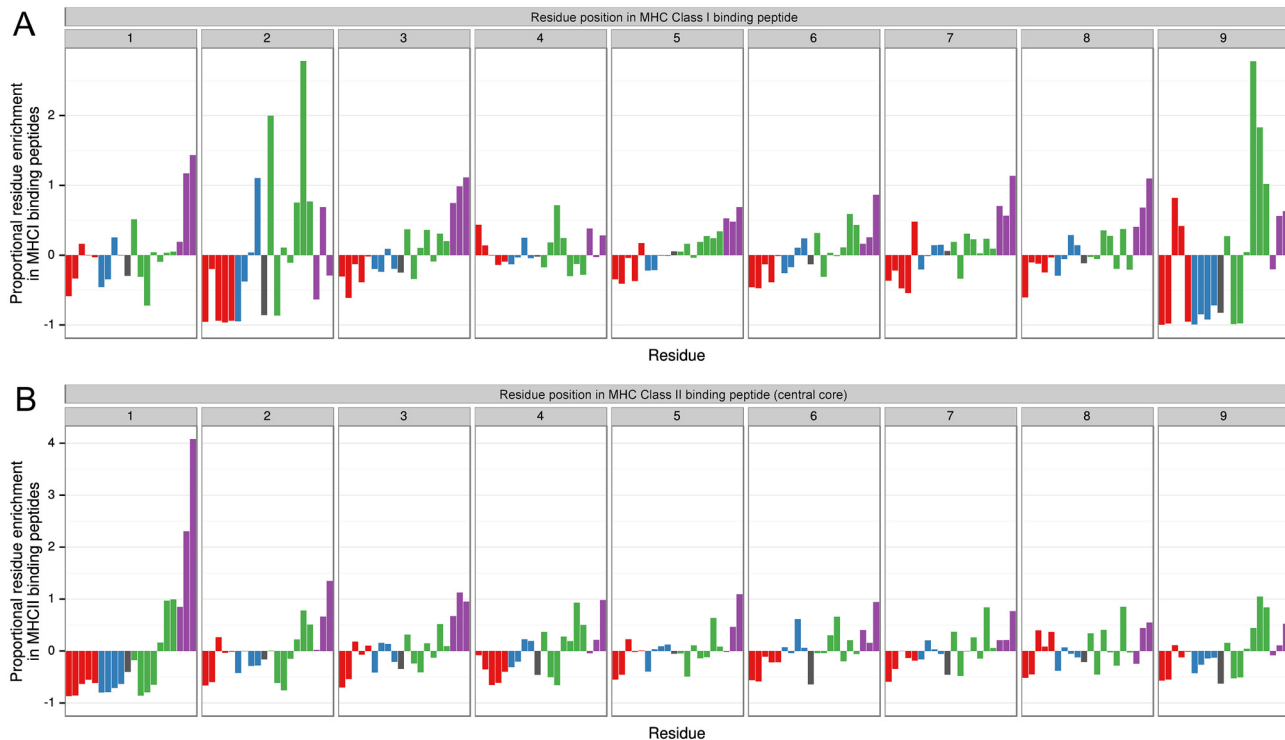 A
Residue position in MHC Class I binding peptide
1 2 3 4 5 6 7 8 9
Proportional residue enrichment
in MHCI binding peptides
2
1
0
-1
Residue
B
Residue position in MHC Class II binding peptide (central core)
1 2 3 4 5 6 7 8 9
Proportional residue enrichment
in MHCII binding peptides
4
3
2
1
0
-1
Residue